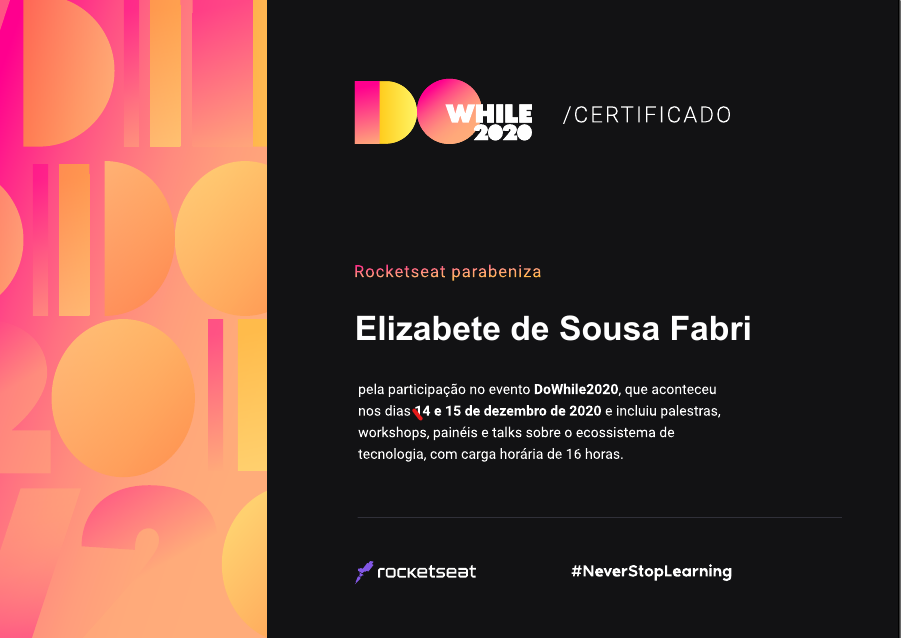 DO WHILE
2020
/CERTIFICADO
Rocketseat parabeniza
Elizabete de Sousa Fabri
pela participação no evento DoWhile2020, que aconteceu
nos dias 14 e 15 de dezembro de 2020 e incluiu palestras,
workshops, painéis e talks sobre o ecossistema de
tecnologia, com carga horária de 16 horas.
rocketseat
#NeverStopLearning